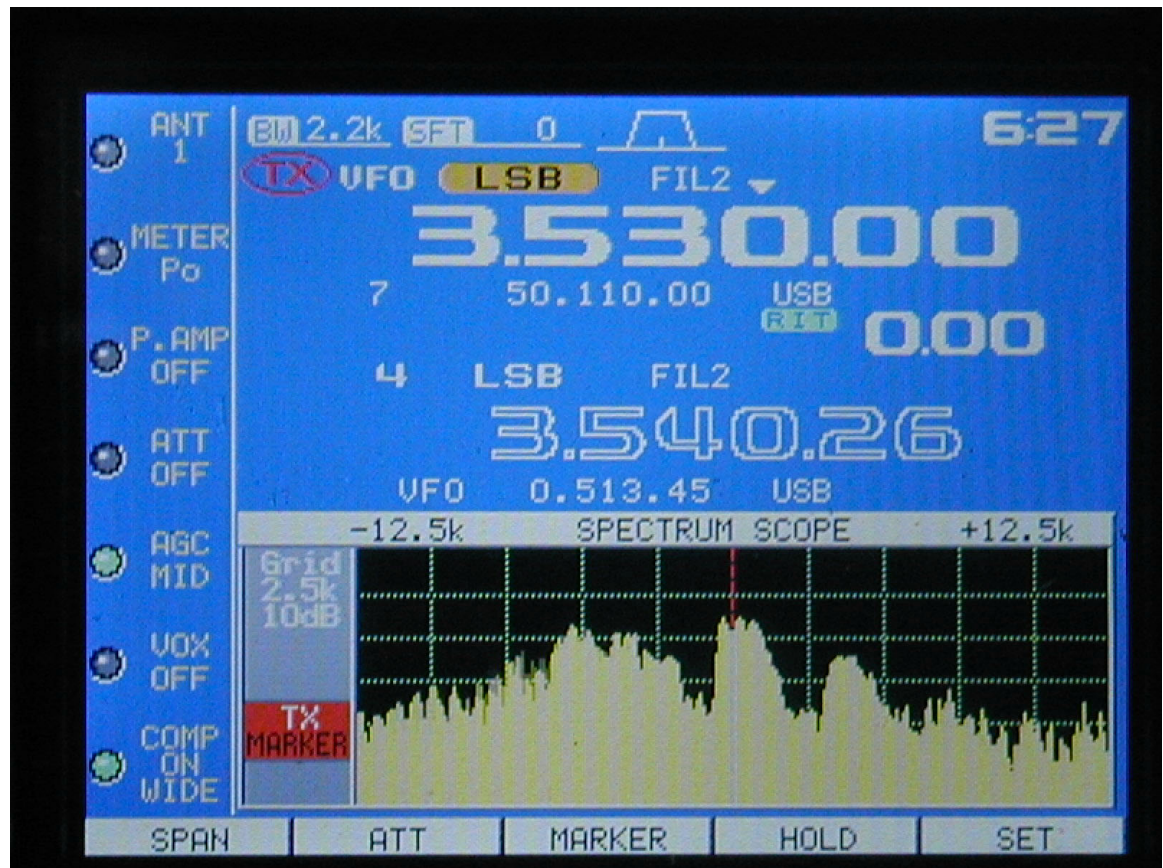 ANT
1
METER
Po
P.AMP
OFF
ATT
OFF
AGC
MID
VOX
OFF
COMP
ON
WIDE
BW 2.2k SFT 0
6:27
TX VFO LSB FIL2
3.530.00
7 50.110.00 USB
RIT 0.00
4 LSB FIL2
3.540.26
VFO 0.513.45 USB
-12.5k SPECTRUM SCOPE +12.5k
Grid
2.5k
10dB
TX
MARKER
SPAN ATT MARKER HOLD SET